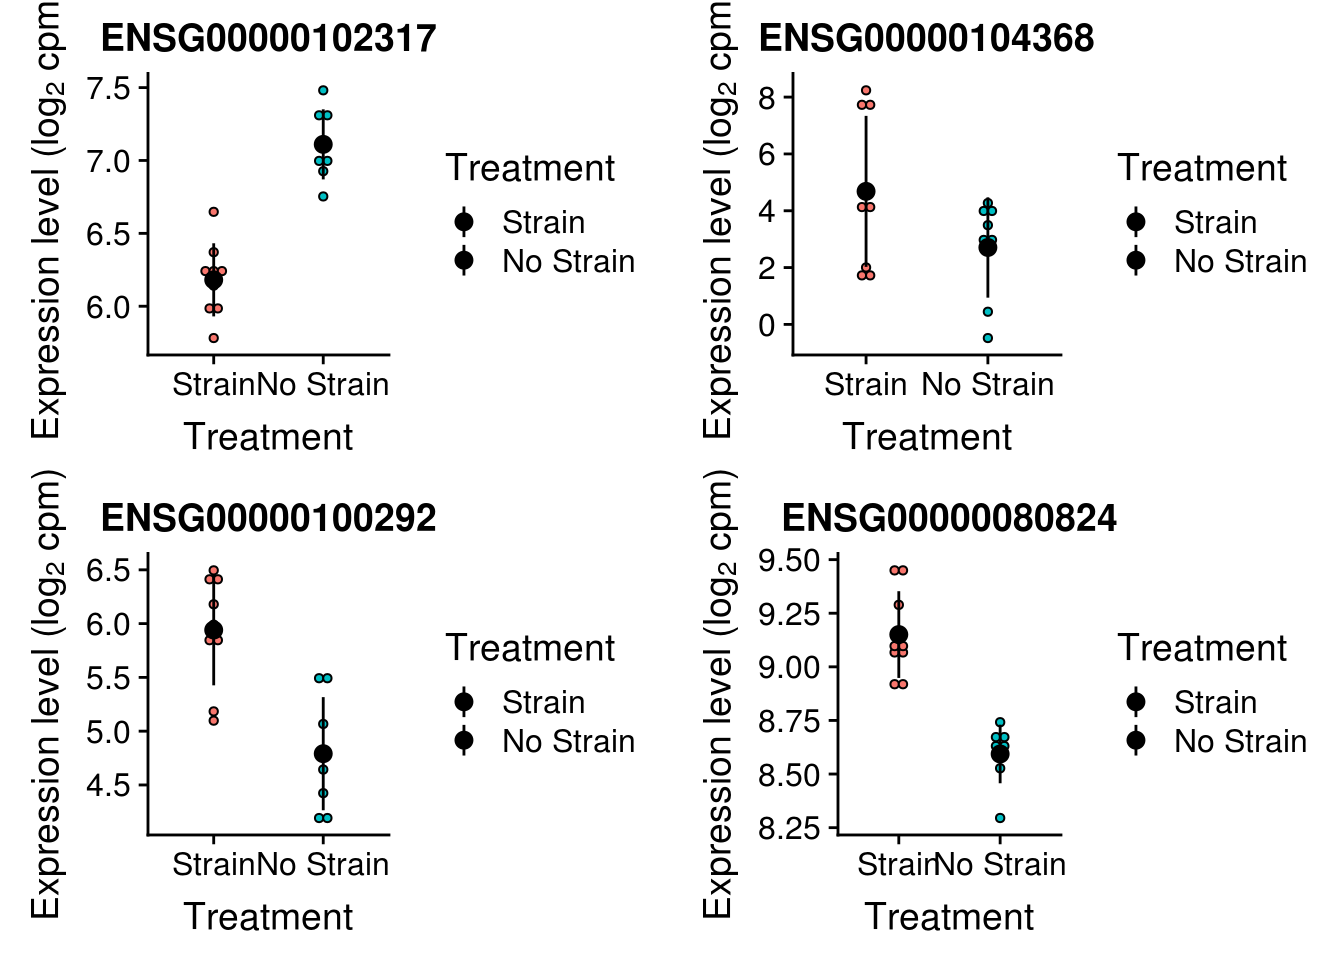 ENSG00000102317
Expression level (log2 cpm
7.5
7.0
6.5
6.0
Strain No Strain
Treatment
Treatment
Strain
No Strain
ENSG00000104368
Expression level (log2 cpm
8
6
4
2
0
Strain No Strain
Treatment
Treatment
Strain
No Strain
ENSG00000100292
Expression level (log2 cpm)
6.5
6.0
5.5
5.0
4.5
Strain No Strain
Treatment
Treatment
Strain
No Strain
ENSG00000080824
Expression level (log2 cpm)
9.50
9.25
9.00
8.75
8.50
8.25
Strain No Strain
Treatment
Treatment
Strain
No Strain